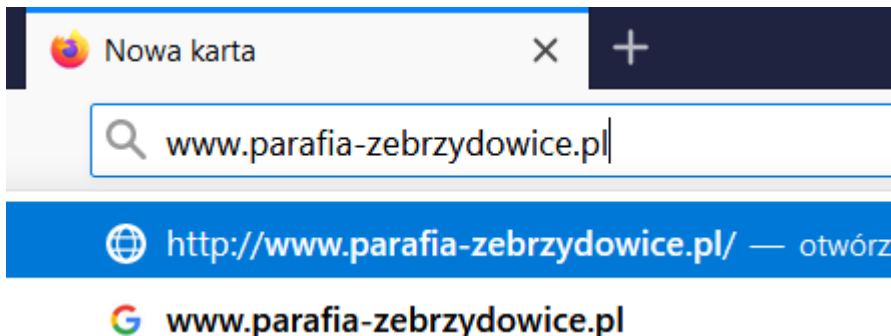 Nowa karta
www.parafia-zebrzydowice.pl
http://www.parafia-zebrzydowice.pl/ — otwórz
www.parafia-zebrzydowice.pl